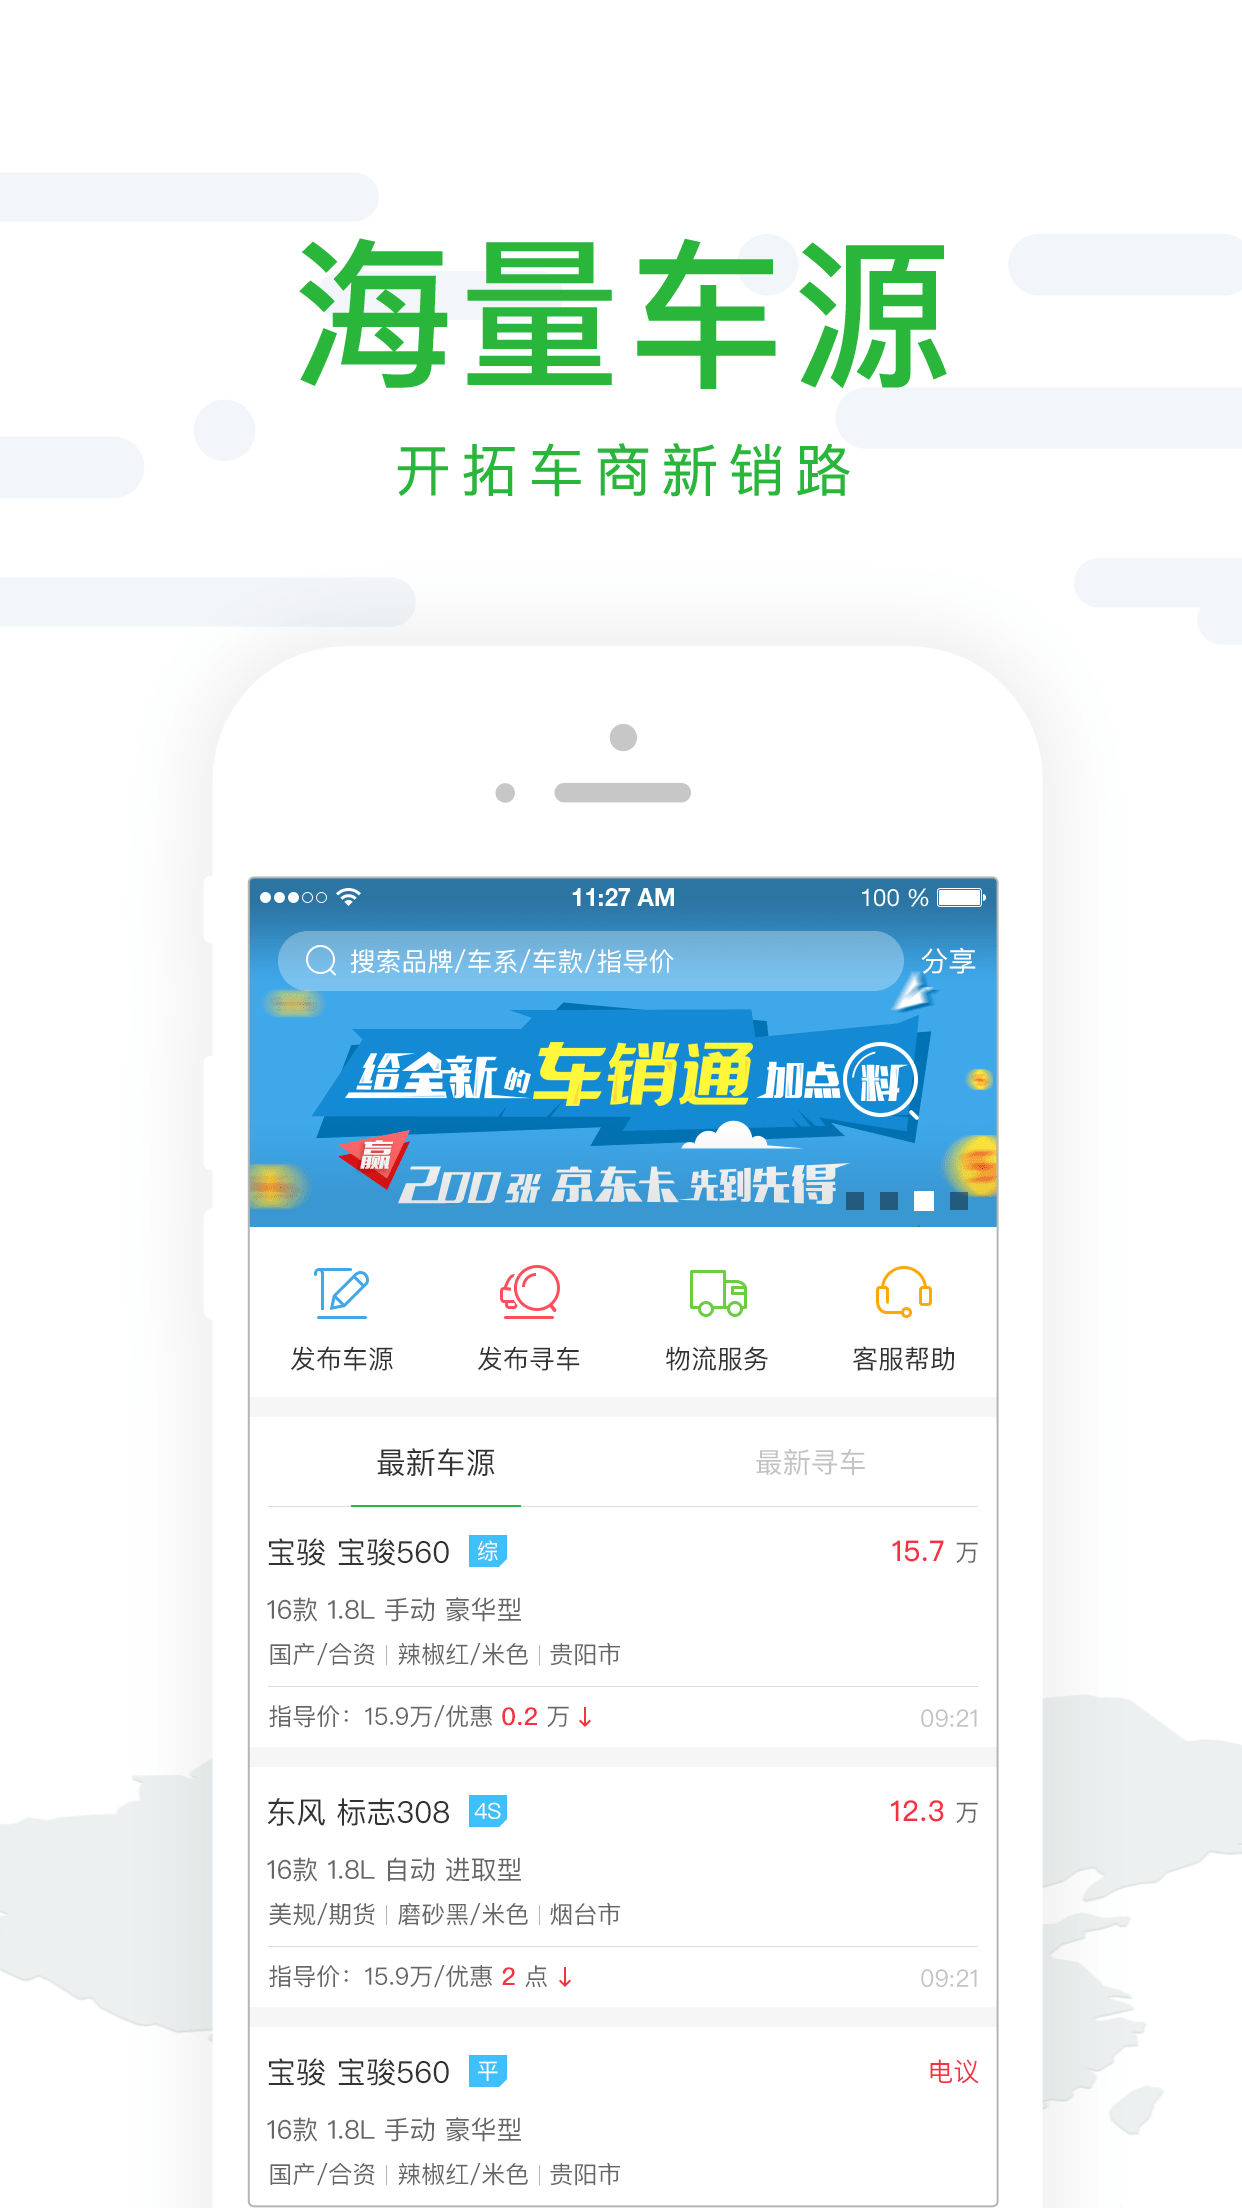 海量车源
开拓车商新销路
11:27 AM 100 %
搜索品牌/车系/车款/指导价 分享
给全新的车销通加点料
赢
200张 京东卡 先到先得
发布车源 发布寻车 物流服务 客服帮助
最新车源 最新寻车
宝骏 宝骏560 综 15.7 万
16款 1.8L 手动 豪华型
国产/合资 | 辣椒红/米色 | 贵阳市
指导价：15.9万/优惠 0.2 万 ↓ 09:21
东风 标志308 4S 12.3 万
16款 1.8L 自动 进取型
美规/期货 | 磨砂黑/米色 | 烟台市
指导价：15.9万/优惠 2 点 ↓ 09:21
宝骏 宝骏560 平 电议
16款 1.8L 手动 豪华型
国产/合资 | 辣椒红/米色 | 贵阳市